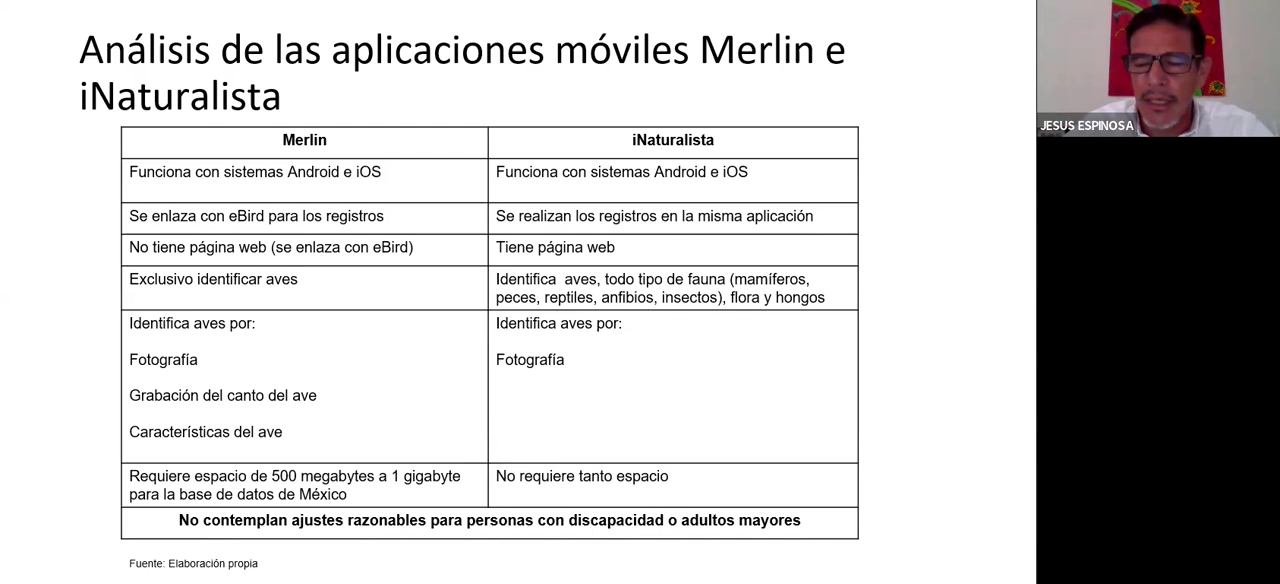 Análisis de las aplicaciones móviles Merlin e
iNaturalista
Merlin
iNaturalista
Funciona con sistemas Android e iOS
Funciona con sistemas Android e iOS
Se enlaza con eBird para los registros
Se realizan los registros en la misma aplicación
No tiene página web (se enlaza con eBird)
Tiene página web
Exclusivo identificar aves
Identifica aves, todo tipo de fauna (mamíferos,
peces, reptiles, anfibios, insectos), flora y hongos
Identifica aves por:
Fotografía
Grabación del canto del ave
Características del ave
Identifica aves por:
Fotografía
Requiere espacio de 500 megabytes a 1 gigabyte
para la base de datos de México
No requiere tanto espacio
No contemplan ajustes razonables para personas con discapacidad o adultos mayores
Fuente: Elaboración propia
JESUS ESPINOSA